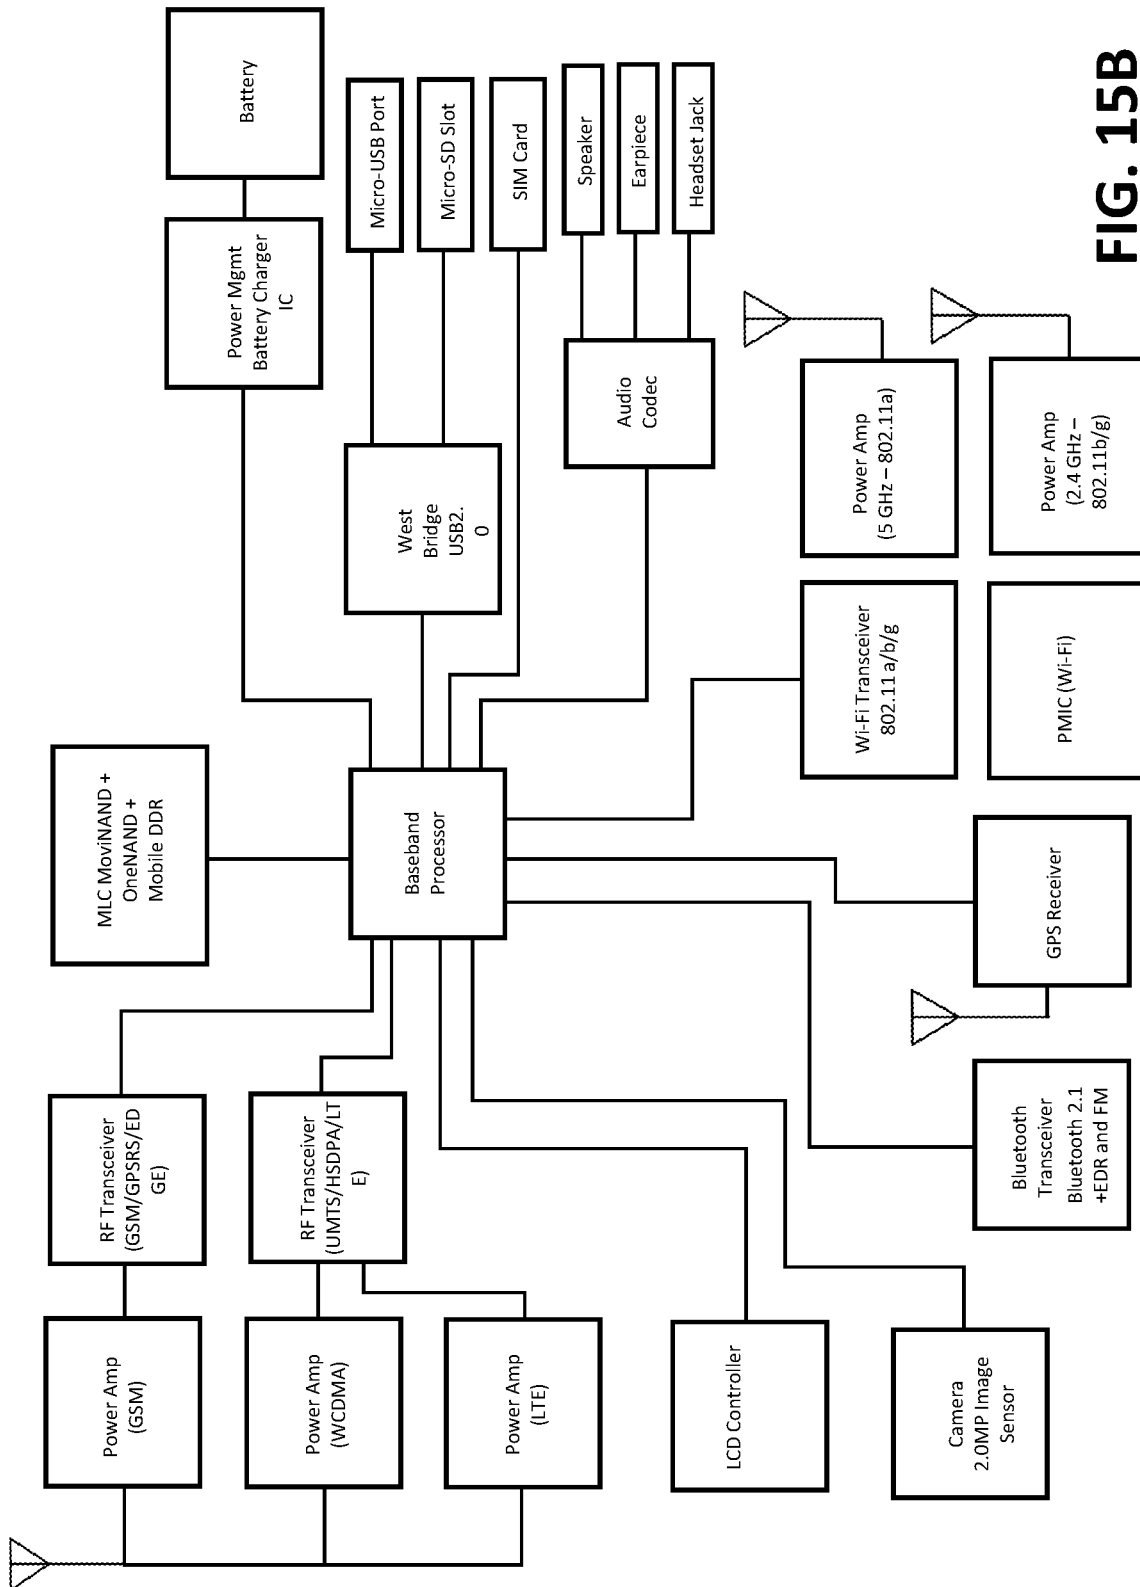 Power Amp
(GSM)
RF Transceiver
(GSM/GPSRS/ED
GE)
MLC MoviNAND +
OneNAND +
Mobile DDR
Power Mgmt
Battery Charger
IC
Battery
Power Amp
(WCDMA)
RF Transceiver
(UMTS/HSDPA/LT
E)
Baseband
Processor
West
Bridge
USB2.
0
Micro-USB Port
Micro-SD Slot
SIM Card
Power Amp
(LTE)
Audio
Codec
Speaker
Earpiece
Headset Jack
LCD Controller
Wi-Fi Transceiver
802.11 a/b/g
Power Amp
(5 GHz – 802.11a)
Camera
2.0MP Image
Sensor
Bluetooth
Transceiver
Bluetooth 2.1
+EDR and FM
GPS Receiver
PMIC (Wi-Fi)
Power Amp
(2.4 GHz –
802.11b/g)
FIG. 15B